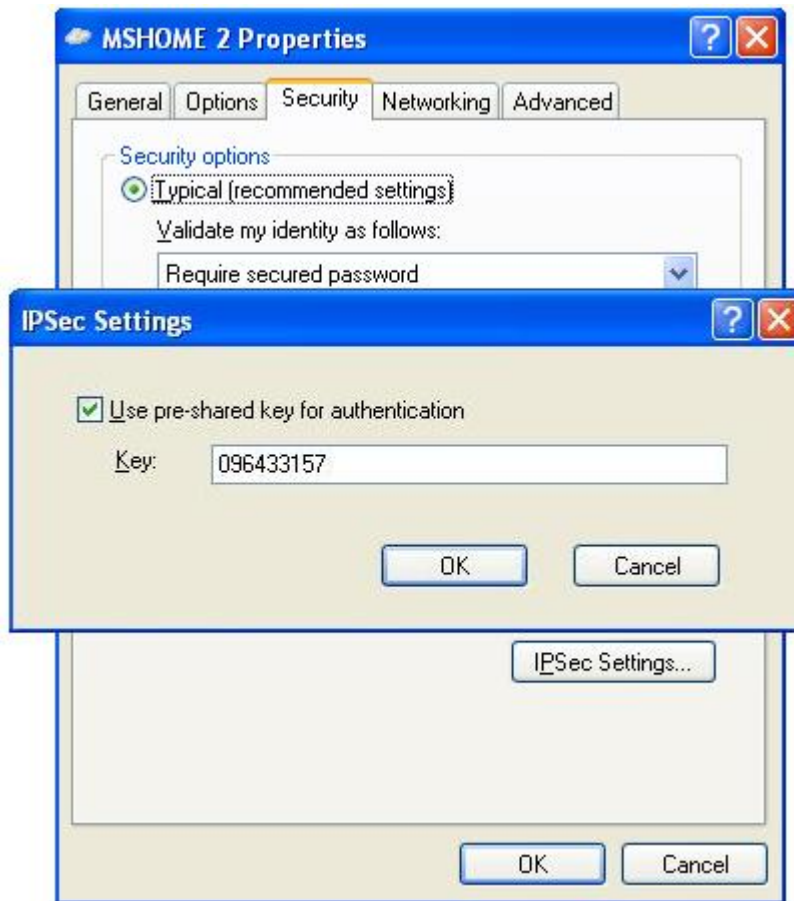 MSHOME 2 Properties
General Options Security Networking Advanced
Security options
Typical (recommended settings)
Validate my identity as follows:
Require secured password
IPSec Settings
Use pre-shared key for authentication
Key: 096433157
OK Cancel
IPSec Settings...
OK Cancel